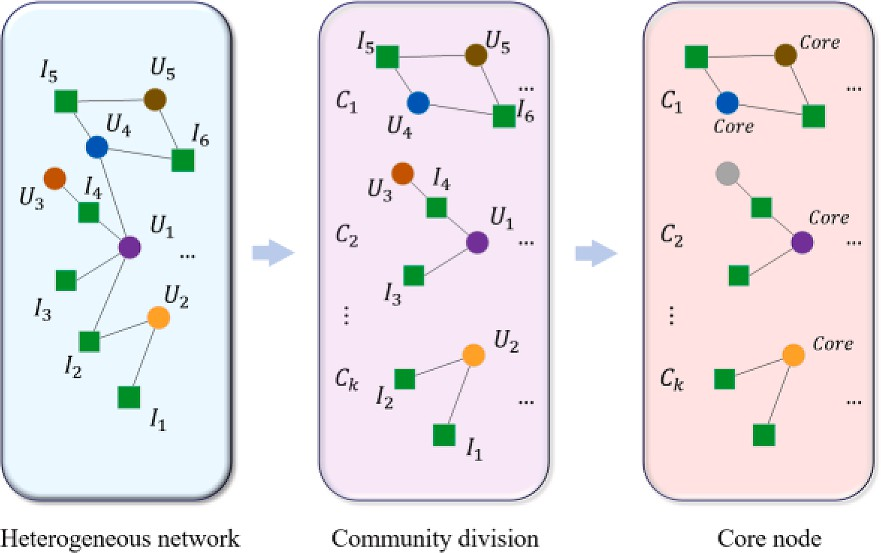 I₅
U₅
U₄
I₆
U₃
I₄
U₁
...
I₃
U₂
I₂
I₁
Heterogeneous network
I₅
U₅
...
C₁
U₄
I₆
U₃
I₄
C₂
U₁
...
I₃
⋮
U₂
Cₖ
I₂
...
I₁
Community division
Core
...
C₁
Core
C₂
Core
...
⋮
Core
Cₖ
...
Core node